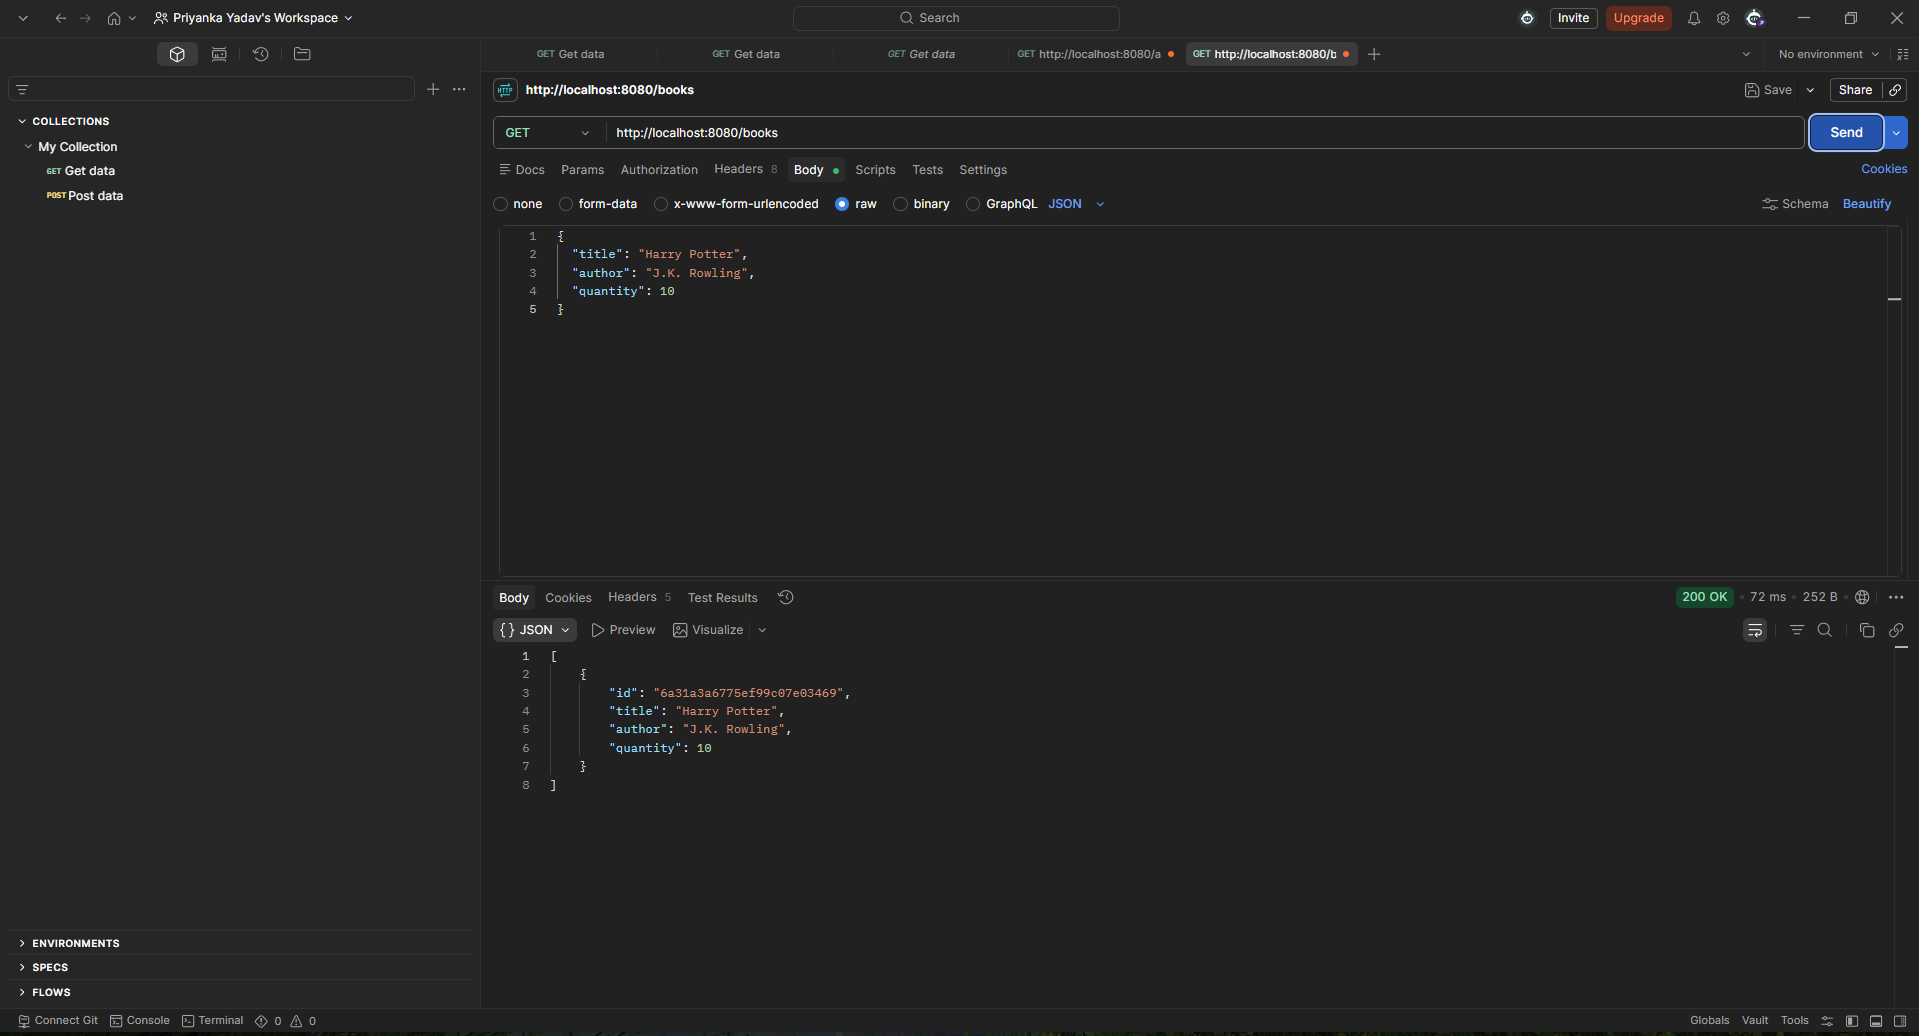 Priyanka Yadav's Workspace
Search
Invite
Upgrade
GET Get data
GET Get data
GET Get data
GET http://localhost:8080/a
GET http://localhost:8080/b
No environment
COLLECTIONS
My Collection
GET Get data
POST Post data
ENVIRONMENTS
SPECS
FLOWS
HTTP http://localhost:8080/books
Save
Share
GET http://localhost:8080/books
Send
Docs Params Authorization Headers 8 Body Scripts Tests Settings
Cookies
none form-data x-www-form-urlencoded raw binary GraphQL JSON
Schema Beautify
1 {
2 "title": "Harry Potter",
3 "author": "J.K. Rowling",
4 "quantity": 10
5 }
Body Cookies Headers 5 Test Results
200 OK • 72 ms • 252 B
{} JSON Preview Visualize
1 [
2 {
3 "id": "6a31a3a6775ef99c07e03469",
4 "title": "Harry Potter",
5 "author": "J.K. Rowling",
6 "quantity": 10
7 }
8 ]
Connect Git Console Terminal 0 0
Globals Vault Tools